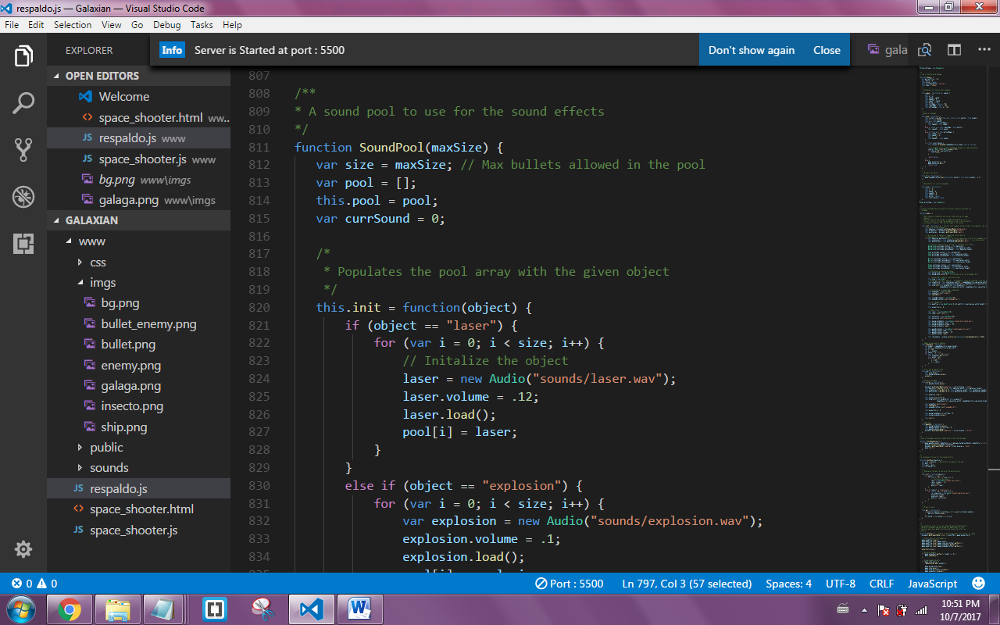 respaldo.js — Galaxian — Visual Studio Code
File Edit Selection View Go Debug Tasks Help
EXPLORER
Info Server is Started at port : 5500
Don't show again Close
gala
OPEN EDITORS
Welcome
space_shooter.html ww...
respaldo.js www
space_shooter.js www
bg.png www\imgs
galaga.png www\imgs
GALAXIAN
www
css
imgs
bg.png
bullet_enemy.png
bullet.png
enemy.png
galaga.png
insecto.png
ship.png
public
sounds
JS respaldo.js
space_shooter.html
JS space_shooter.js
807
808 /**
809 * A sound pool to use for the sound effects
810 */
811 function SoundPool(maxSize) {
812 var size = maxSize; // Max bullets allowed in the pool
813 var pool = [];
814 this.pool = pool;
815 var currSound = 0;
816
817 /*
818 * Populates the pool array with the given object
819 */
820 this.init = function(object) {
821 if (object == "laser") {
822 for (var i = 0; i < size; i++) {
823 // Initalize the object
824 laser = new Audio("sounds/laser.wav");
825 laser.volume = .12;
826 laser.load();
827 pool[i] = laser;
828 }
829 }
830 else if (object == "explosion") {
831 for (var i = 0; i < size; i++) {
832 var explosion = new Audio("sounds/explosion.wav");
833 explosion.volume = .1;
834 explosion.load();
0 0 Port : 5500 Ln 797, Col 3 (57 selected) Spaces: 4 UTF-8 CRLF JavaScript
10:51 PM
10/7/2017